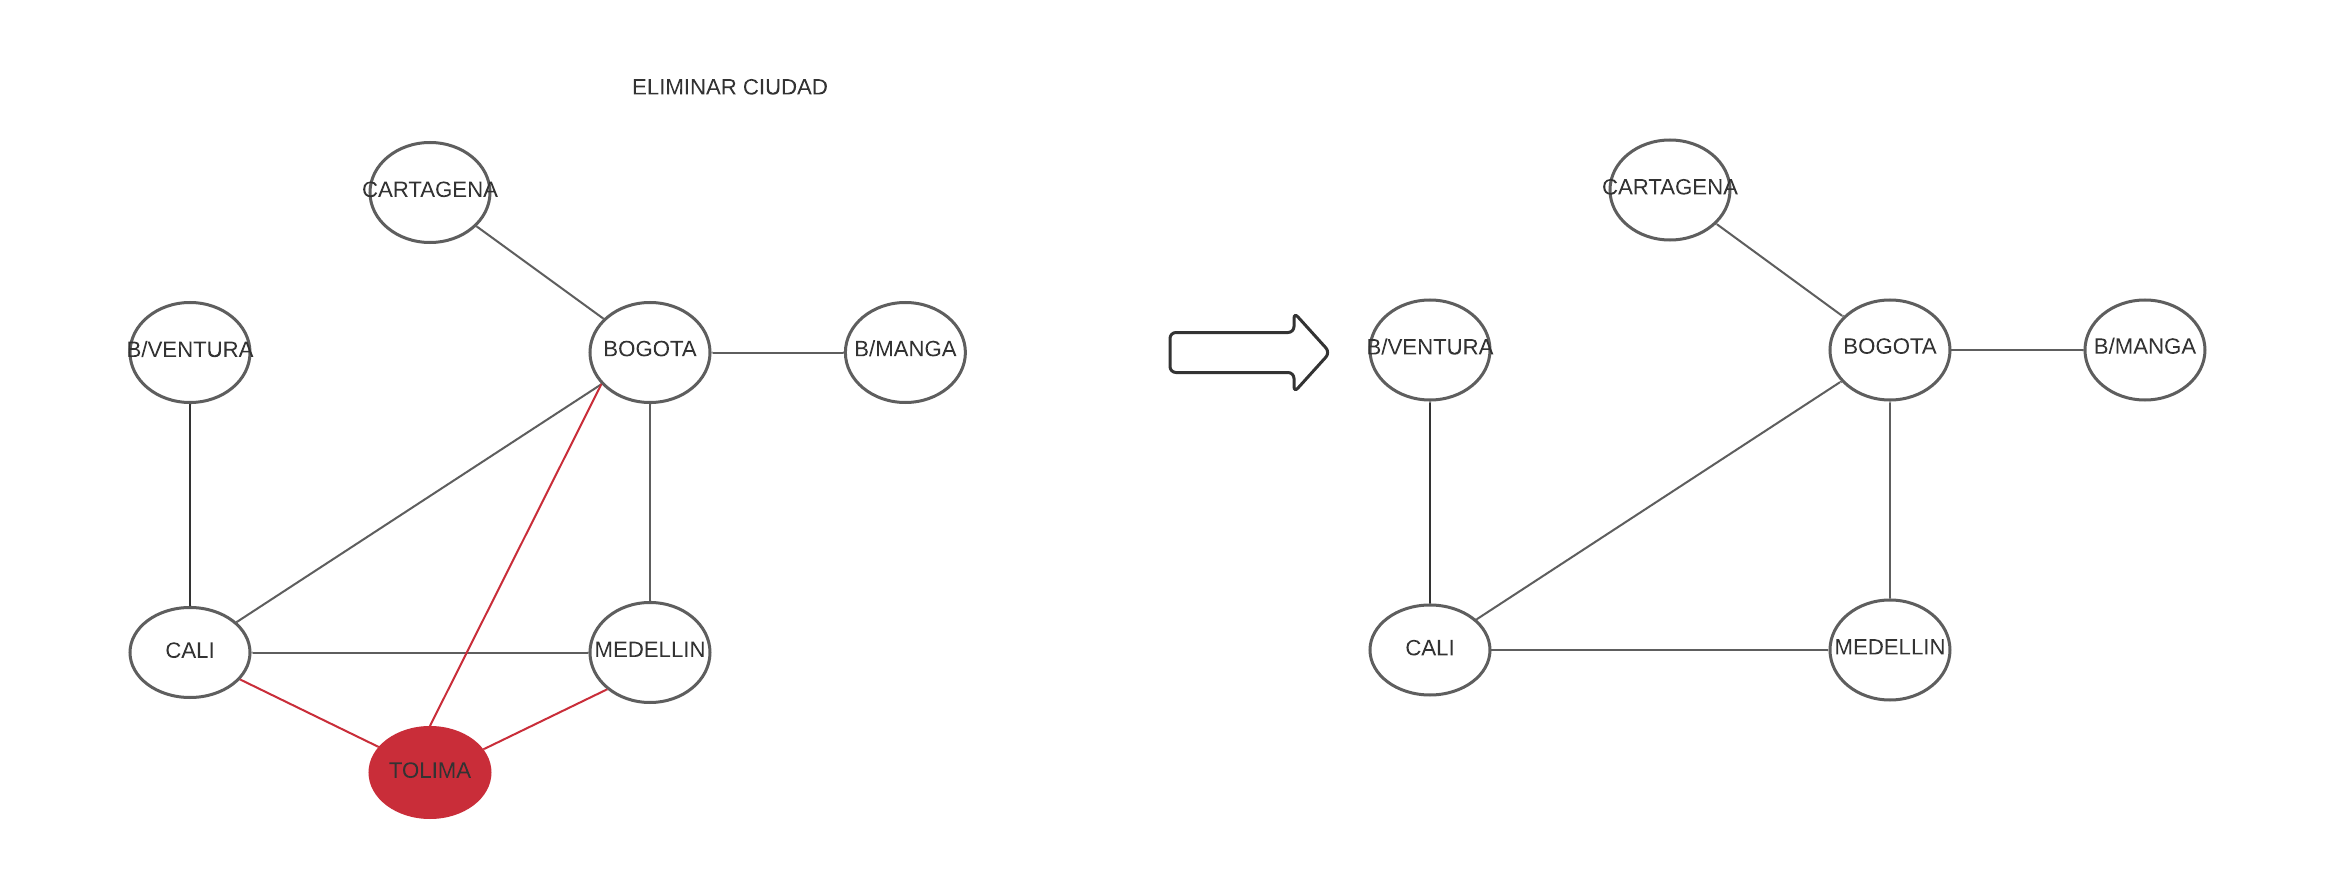 ELIMINAR CIUDAD
CARTAGENA
B/VENTURA
BOGOTA
B/MANGA
CALI
MEDELLIN
TOLIMA
CARTAGENA
B/VENTURA
BOGOTA
B/MANGA
CALI
MEDELLIN